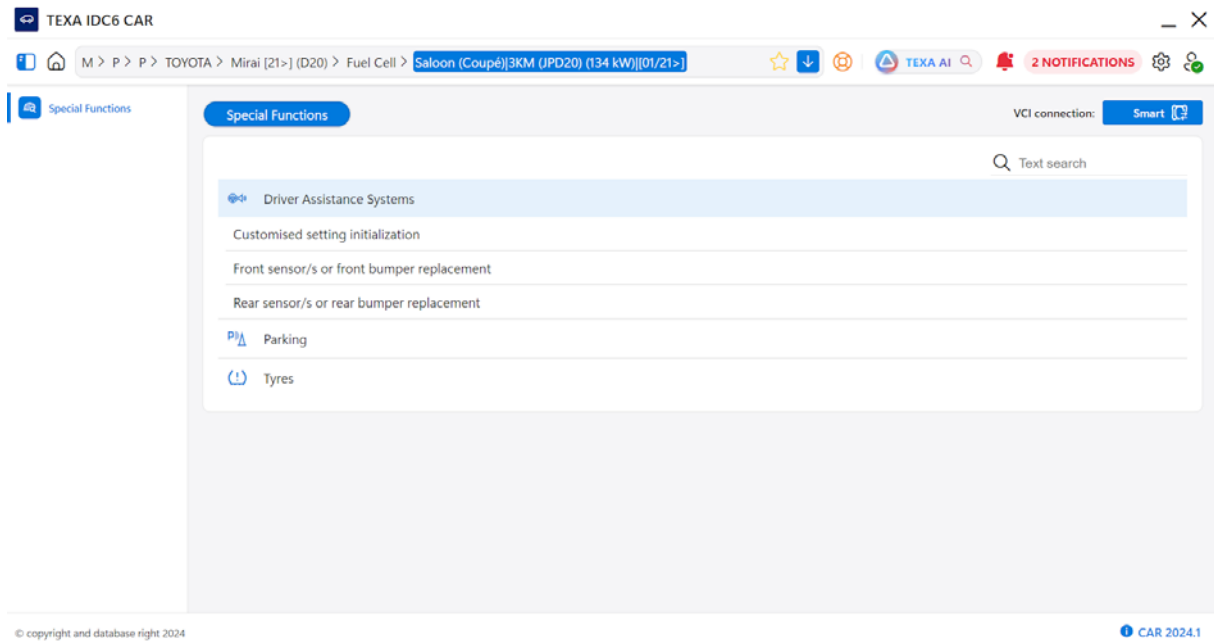 TEXA IDC6 CAR
M > P > P > TOYOTA > Mirai [21>] (D20) > Fuel Cell > Saloon (Coupé)|3KM (JPD20) (134 kW)|[01/21>]
TEXA AI
2 NOTIFICATIONS
Special Functions
Special Functions
VCI connection:
Smart
Text search
Driver Assistance Systems
Customised setting initialization
Front sensor/s or front bumper replacement
Rear sensor/s or rear bumper replacement
Parking
Tyres
© copyright and database right 2024
CAR 2024.1